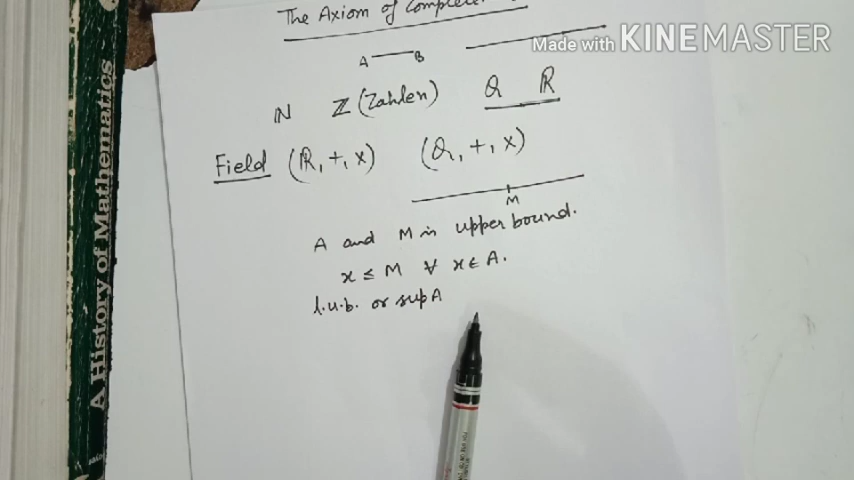 The Axiom of
Made with KINEMASTER
A B
ℕ ℤ (Zahlen) ℚ ℝ
Field (ℝ, +, ×) (ℚ, +, ×)
M
A and M is upper bound.
x ≤ M ∀ x ∈ A.
l.u.b. or sup A
A History of Mathematics